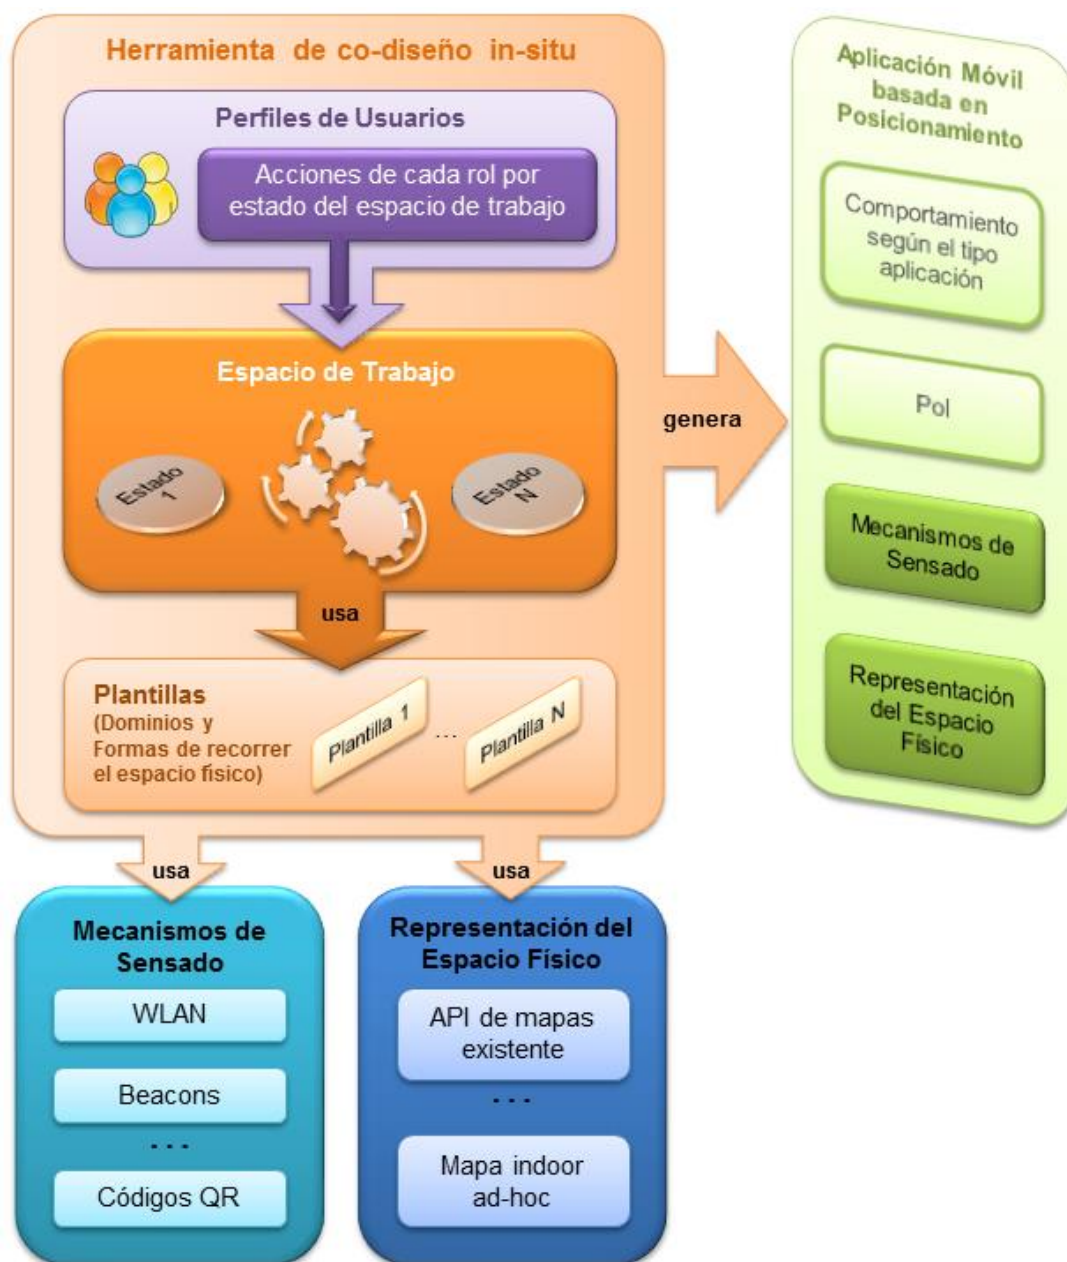 Herramienta de co-diseño in-situ
Perfiles de Usuarios
Acciones de cada rol por
estado del espacio de trabajo
Espacio de Trabajo
Estado
1
Estado
N
usa
Plantillas
(Dominios y
Formas de recorrer
el espacio físico)
Plantilla 1
...
Plantilla N
genera
Aplicación Móvil
basada en
Posicionamiento
Comportamiento
según el tipo
aplicación
PoI
Mecanismos de
Sensado
Representación
del Espacio
Físico
usa
usa
Mecanismos de
Sensado
WLAN
Beacons
...
Códigos QR
Representación del
Espacio Físico
API de mapas
existente
...
Mapa indoor
ad-hoc